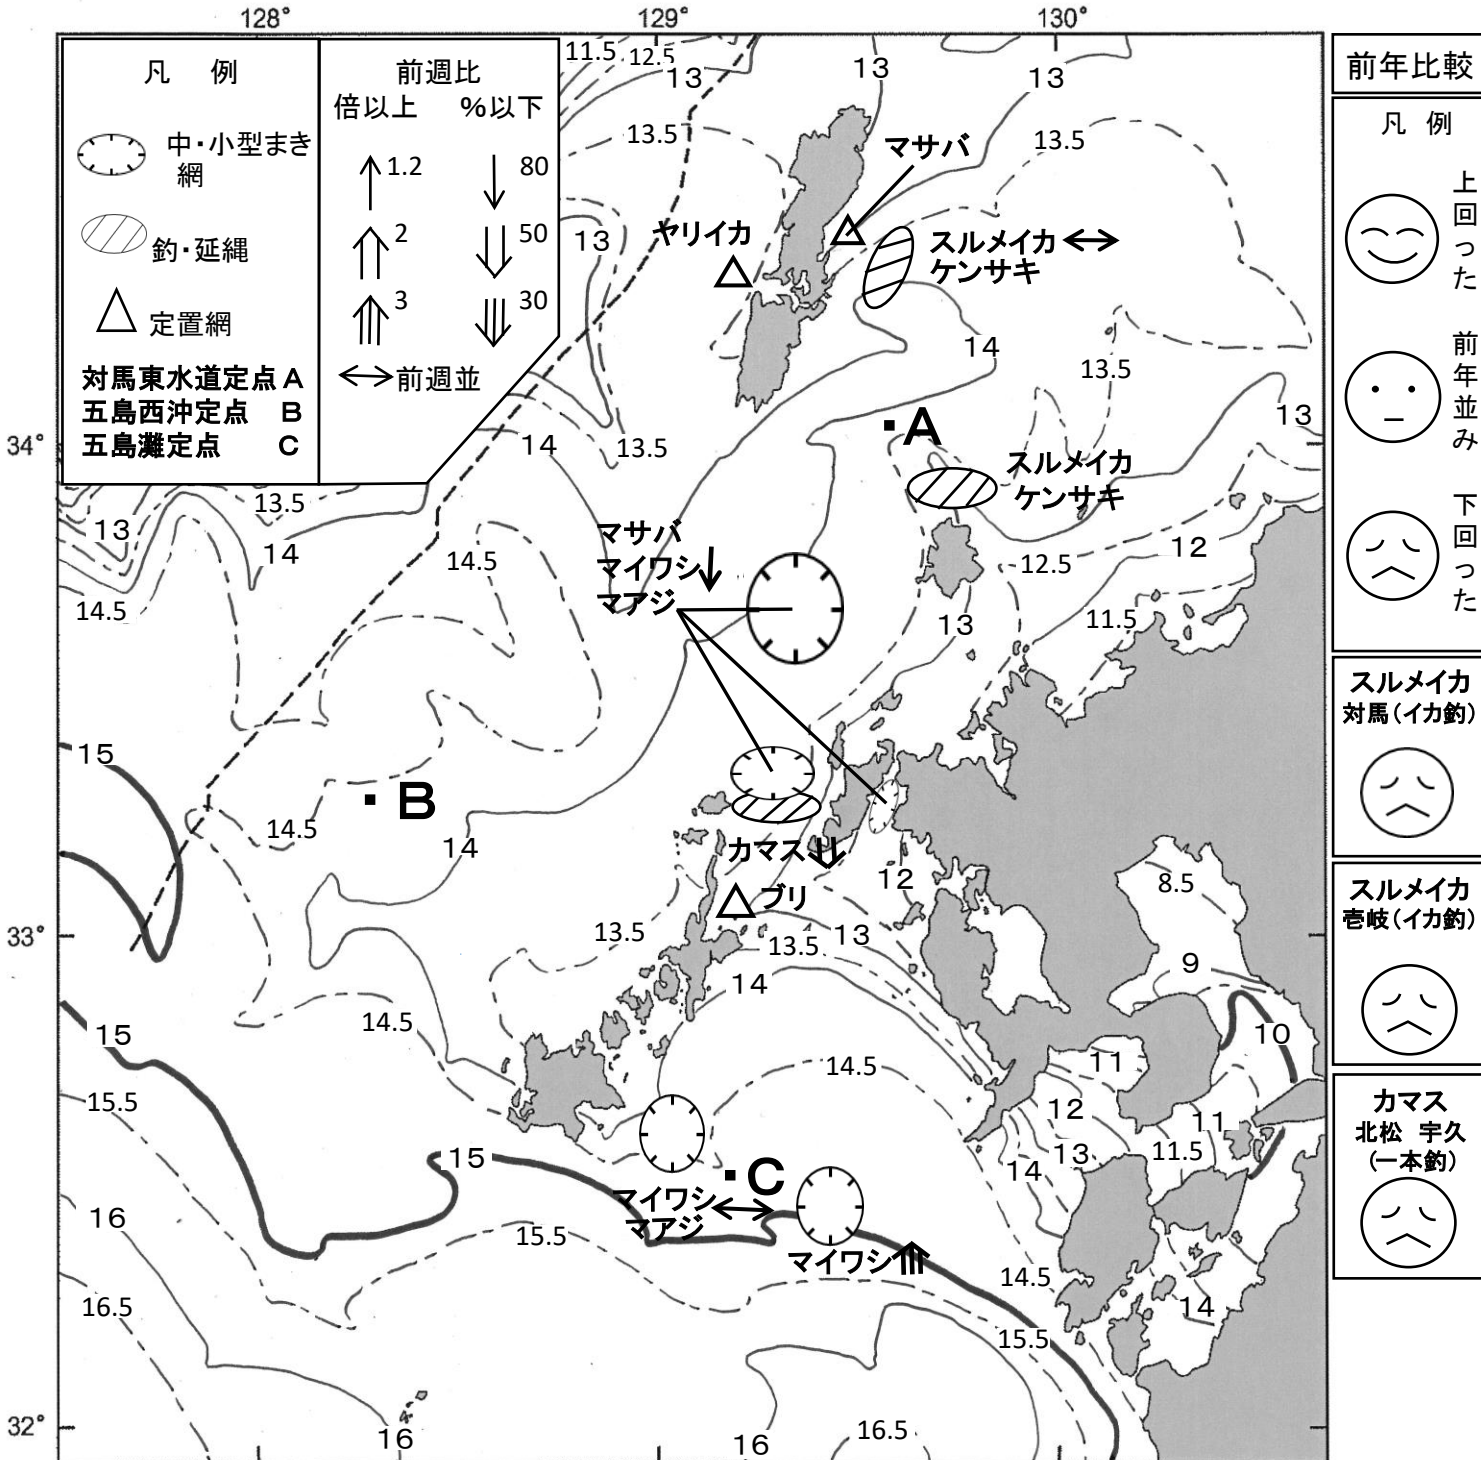 128°
129°
130°
凡 例
中・小型まき
網
釣・延縄
定置網
対馬東水道定点 A
五島西沖定点 B
五島灘定点 C
前週比
倍以上 %以下
1.2 80
2 50
3 30
前週並
11.5
12.5
13
13
13
13.5
13.5
マサバ
13
ヤリイカ
スルメイカ
ケンサキ
14
13.5
13
34°
14
13.5
A
スルメイカ
ケンサキ
13.5
13
14
マサバ
マイワシ
マアジ
14.5
12.5
12
14.5
11.5
13
15
B
14.5
14
カマス
12
ブリ
8.5
33°
13.5
13.5
13
9
14
15
14.5
10
14.5
11
15.5
12
11
13
11.5
14
15
C
マイワシ
マアジ
16
15.5
マイワシ
14.5
16.5
14
15.5
32°
16
16
16.5
前年比較
凡 例
上回った
前年並み
下回った
スルメイカ
対馬(イカ釣)
スルメイカ
壱岐(イカ釣)
カマス
北松 宇久
(一本釣)